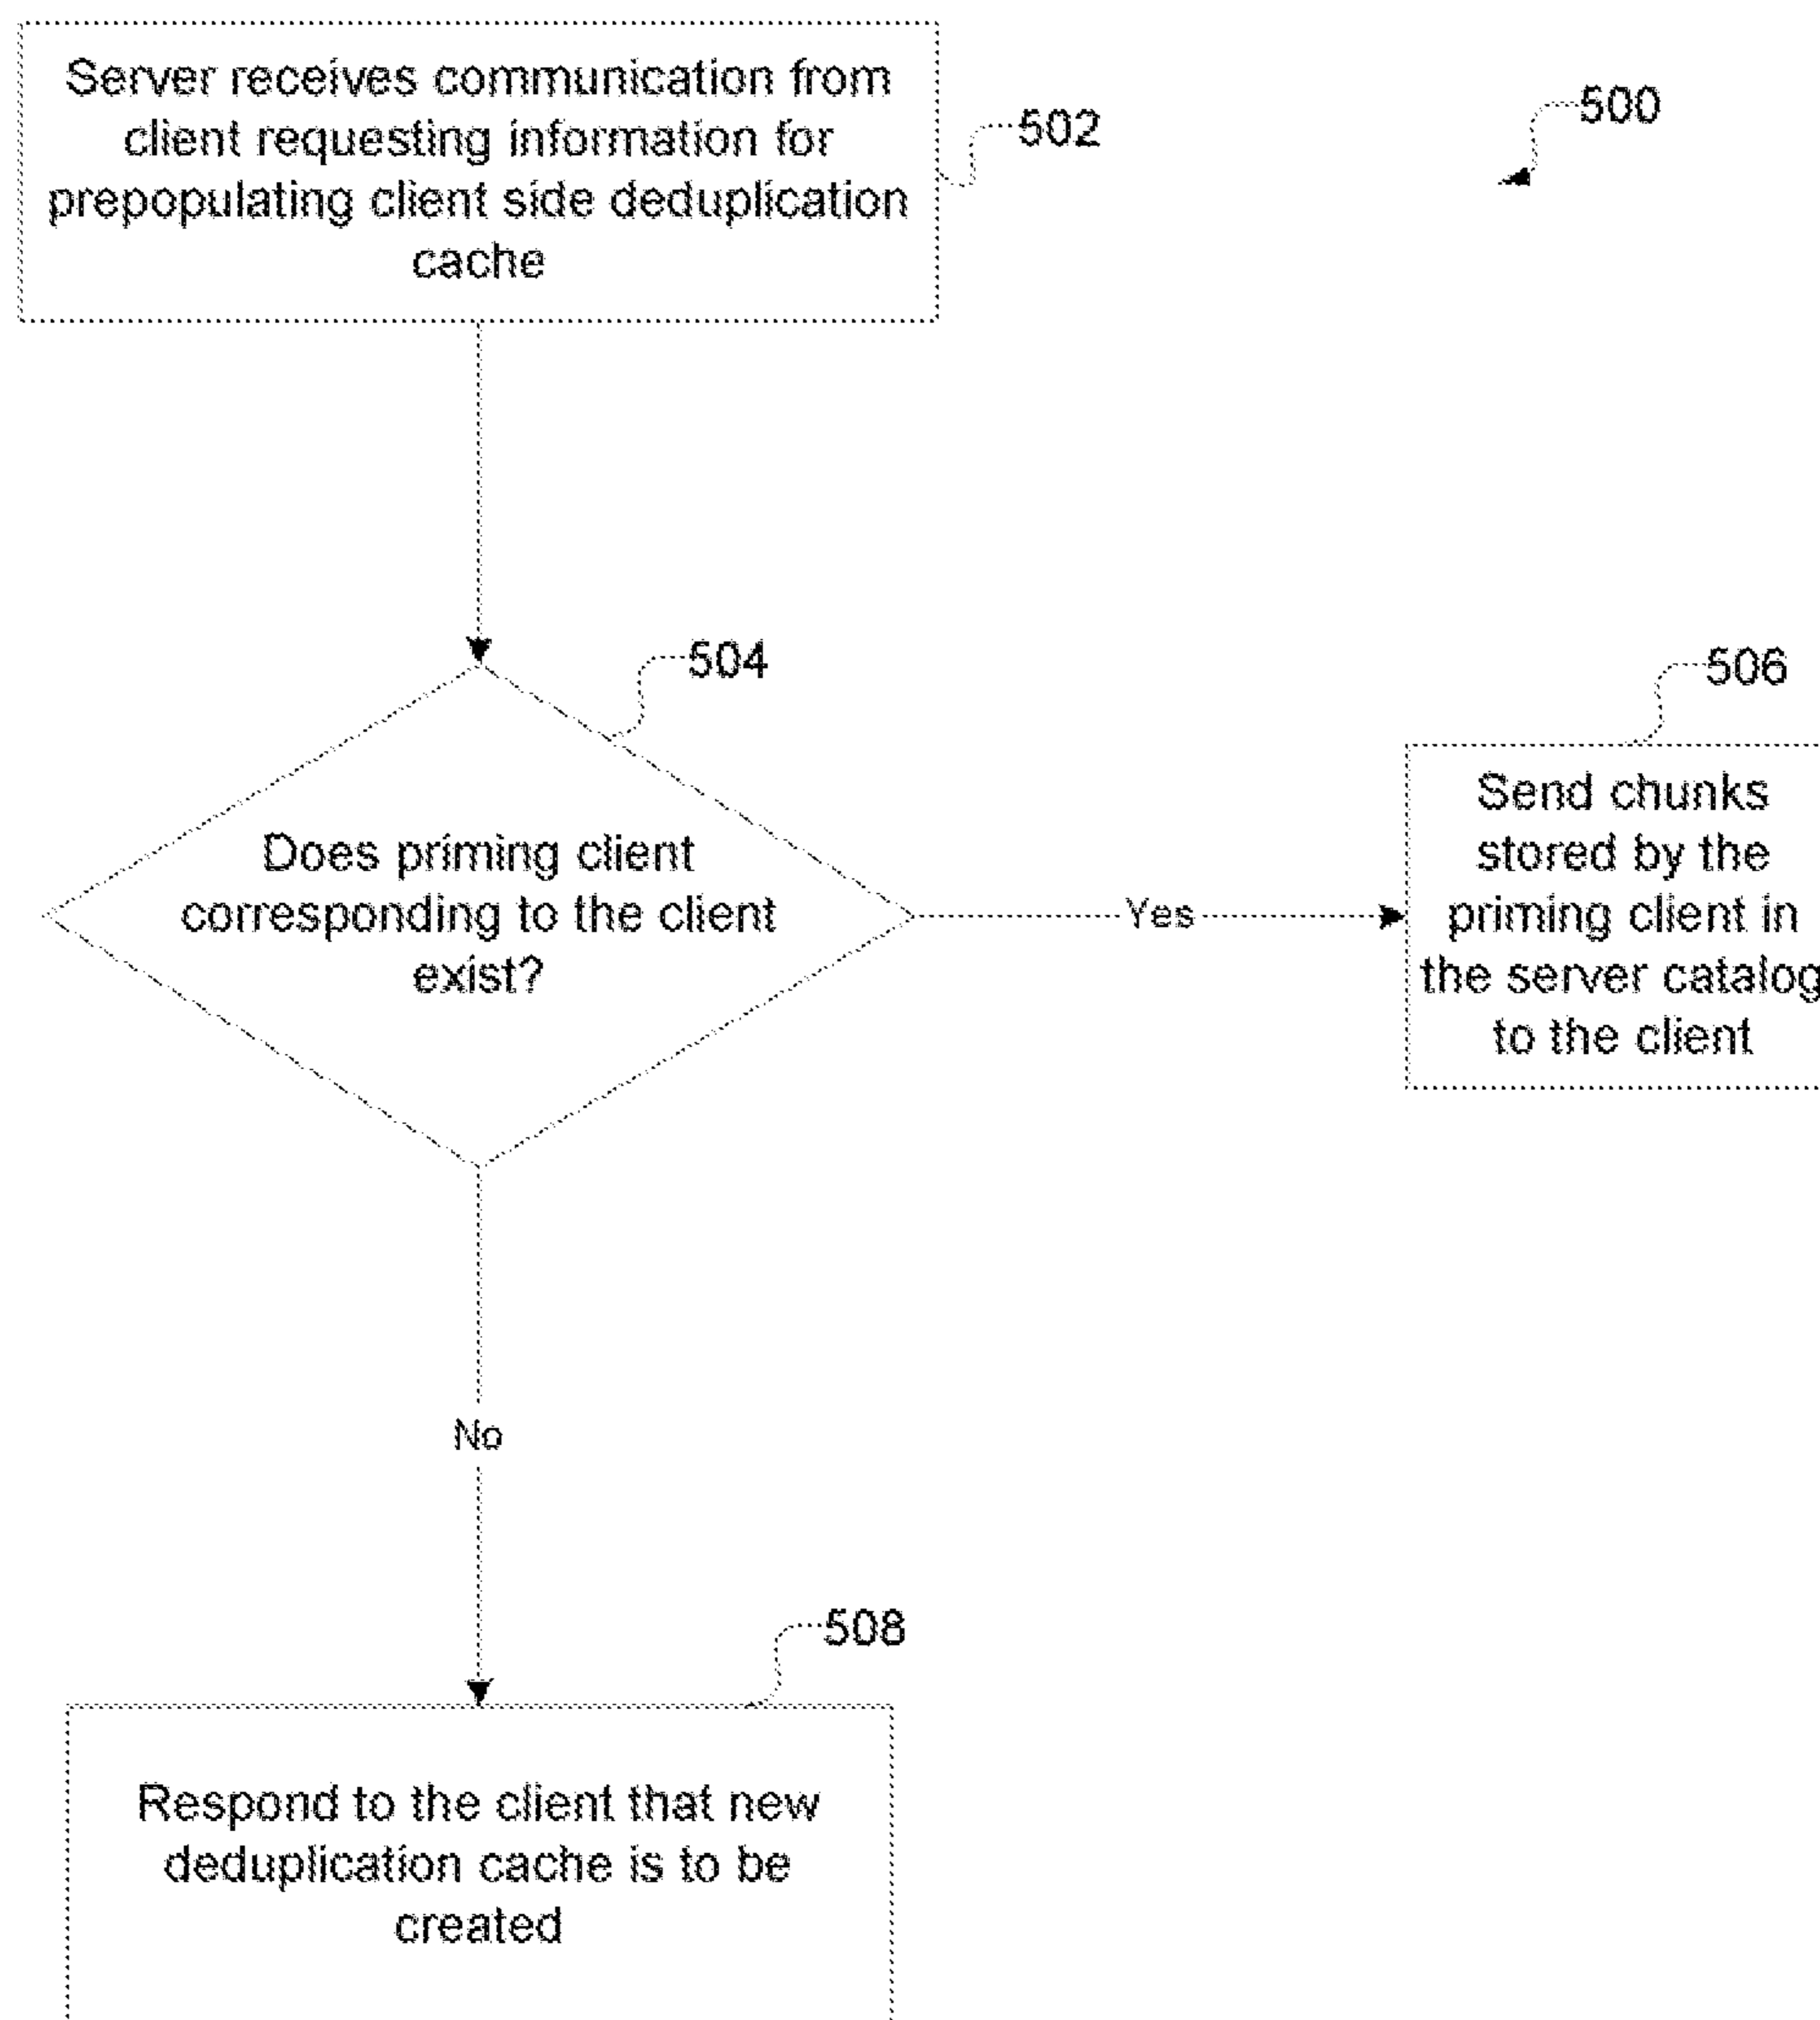 Server receives communication from
client requesting information for
prepopulating client side deduplication
cache
502
500
504
Does priming client
corresponding to the client
exist?
Yes
506
Send chunks
stored by the
priming client in
the server catalog
to the client
No
508
Respond to the client that new
deduplication cache is to be
created